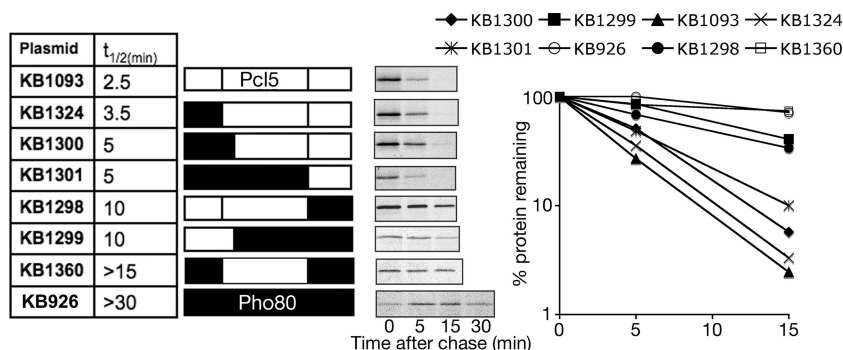 KB1300 KB1299 KB1093 KB1324
KB1301 KB926 KB1298 KB1360
Plasmid t1/2(min)
KB1093 2.5 Pcl5
KB1324 3.5
KB1300 5
KB1301 5
KB1298 10
KB1299 10
KB1360 >15
KB926 >30 Pho80
0 5 15 30
Time after chase (min)
% protein remaining
100
10
1
0 5 10 15